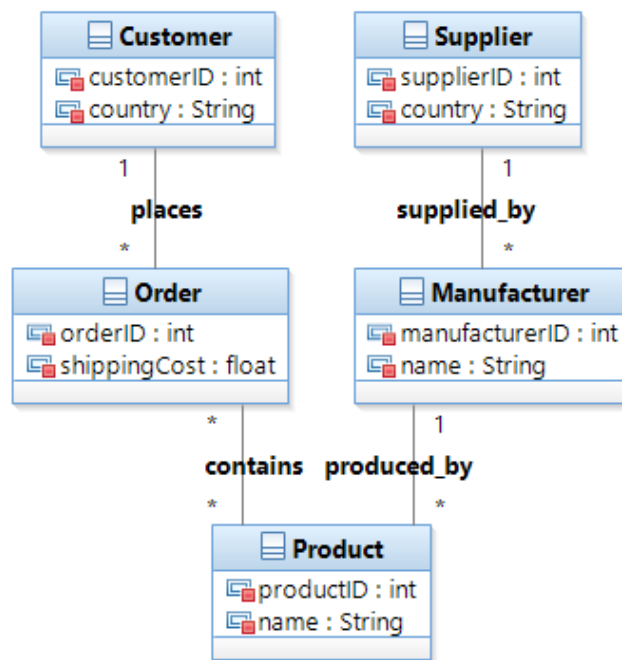 Customer
customerID : int
country : String
Supplier
supplierID : int
country : String
1
1
places
supplied_by
*
*
Order
orderID : int
shippingCost : float
Manufacturer
manufacturerID : int
name : String
*
1
contains
produced_by
*
*
Product
productID : int
name : String